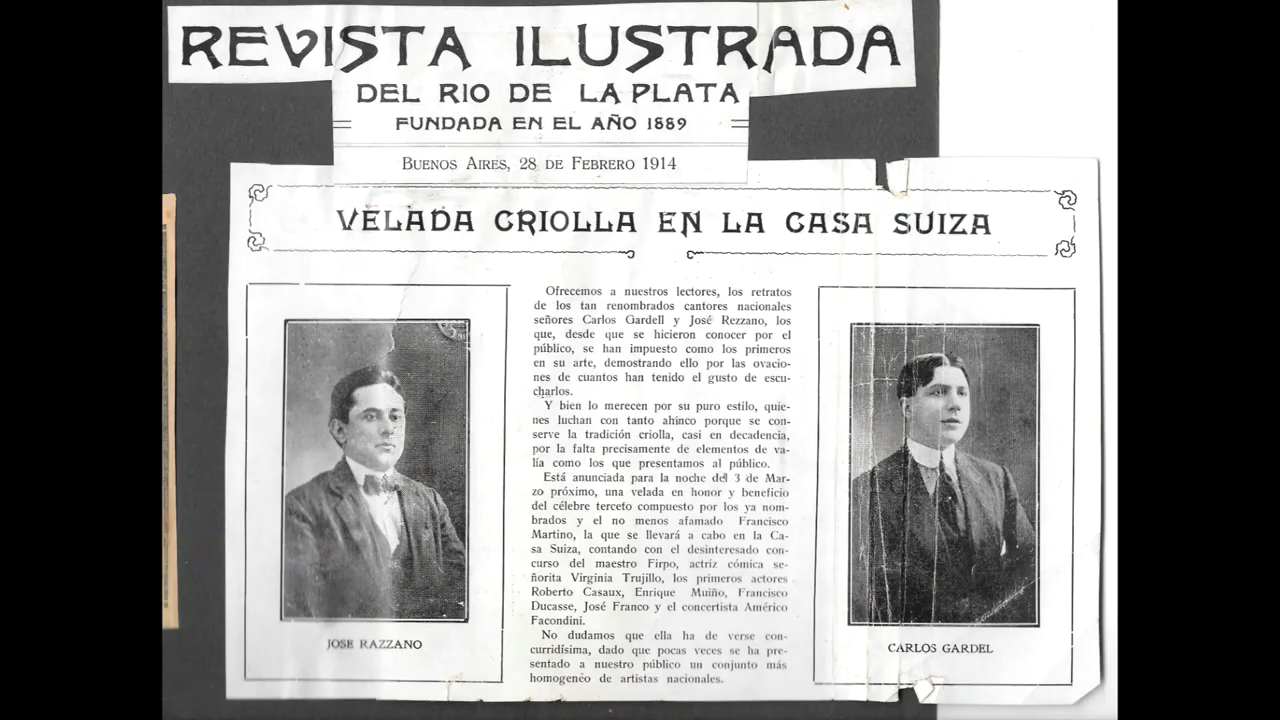 REVISTA ILUSTRADA
DEL RIO DE LA PLATA
FUNDADA EN EL AÑO 1889
BUENOS AIRES, 28 DE FEBRERO 1914
VELADA CRIOLLA EN LA CASA SUIZA
Ofrecemos a nuestros lectores, los retratos
de los tan renombrados cantores nacionales
señores Carlos Gardell y José Rezzano, los
que, desde que se hicieron conocer por el
público, se han impuesto como los primeros
en su arte, demostrando ello por las ovacio-
nes de cuantos han tenido el gusto de escu-
charlos.
Y bien lo merecen por su puro estilo, quie-
nes luchan con tanto ahinco porque se con-
serve la tradición criolla, casi en decadencia,
por la falta precisamente de elementos de va-
lía como los que presentamos al público.
Está anunciada para la noche del 3 de Mar-
zo próximo, una velada en honor y beneficio
del célebre terceto compuesto por los ya nom-
brados y el no menos afamado Francisco
Martino, la que se llevará a cabo en la Ca-
sa Suiza, contando con el desinteresado con-
curso del maestro Firpo, actriz cómica se-
ñorita Virginia Trujillo, los primeros actores
Roberto Casaux, Enrique Muiño, Francisco
Ducasse, José Franco y el concertista Américo
Facondini.
No dudamos que ella ha de verse con-
curridísima, dado que pocas veces se ha pre-
sentado a nuestro público un conjunto más
homogenéo de artistas nacionales.
JOSE RAZZANO
CARLOS GARDEL